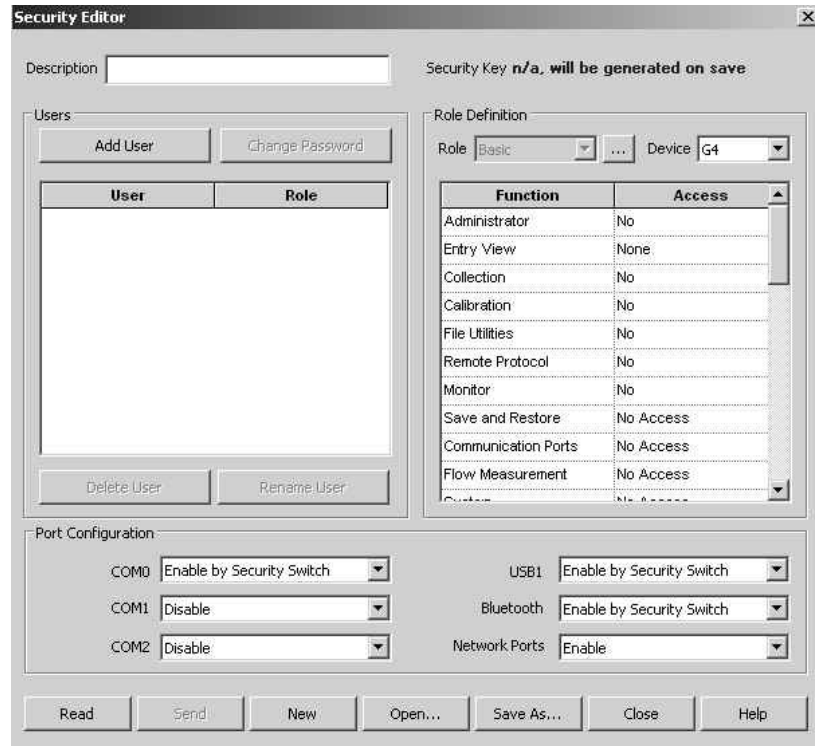 Security Editor
Description
Security Key n/a, will be generated on save
Users
Add User
Change Password
User Role
Delete User
Rename User
Role Definition
Role Basic ... Device G4
Function Access
Administrator No
Entry View None
Collection No
Calibration No
File Utilities No
Remote Protocol No
Monitor No
Save and Restore No Access
Communication Ports No Access
Flow Measurement No Access
Port Configuration
COM0 Enable by Security Switch
USB1 Enable by Security Switch
COM1 Disable
Bluetooth Enable by Security Switch
COM2 Disable
Network Ports Enable
Read
Send
New
Open...
Save As...
Close
Help